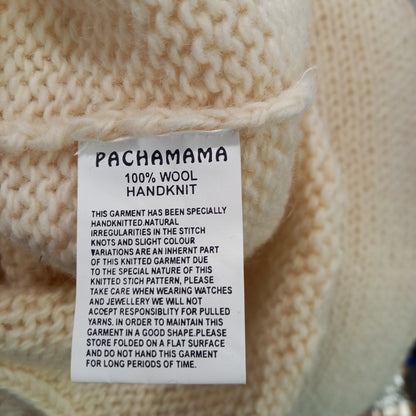 PACHAMAMA
100% WOOL
HANDKNIT
THIS GARMENT HAS BEEN SPECIALLY
HANDKNITTED.NATURAL
IRREGULARITIES IN THE STITCH
KNOTS AND SLIGHT COLOUR
VARIATIONS ARE AN INHERNT PART
OF THIS KNITTED GARMENT DUE
TO THE SPECIAL NATURE OF THIS
KNITTED STICH PATTERN, PLEASE
TAKE CARE WHEN WEARING WATCHES
AND JEWELLERY WE WILL NOT
ACCEPT RESPONSIBLITY FOR PULLED
YARNS. IN ORDER TO MAINTAIN THIS
GARMENT IN A GOOD SHAPE.PLEASE
STORE FOLDED ON A FLAT SURFACE
AND DO NOT HAND THIS GARMENT
FOR LONG PERIODS OF TIME.